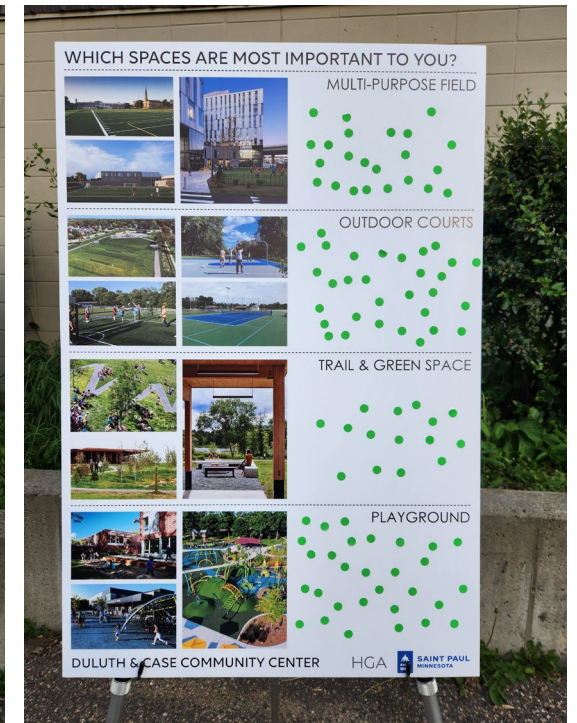 WHICH SPACES ARE MOST IMPORTANT TO YOU?
MULTI-PURPOSE FIELD
OUTDOOR COURTS
TRAIL & GREEN SPACE
PLAYGROUND
DULUTH & CASE COMMUNITY CENTER
HGA
SAINT PAUL
MINNESOTA